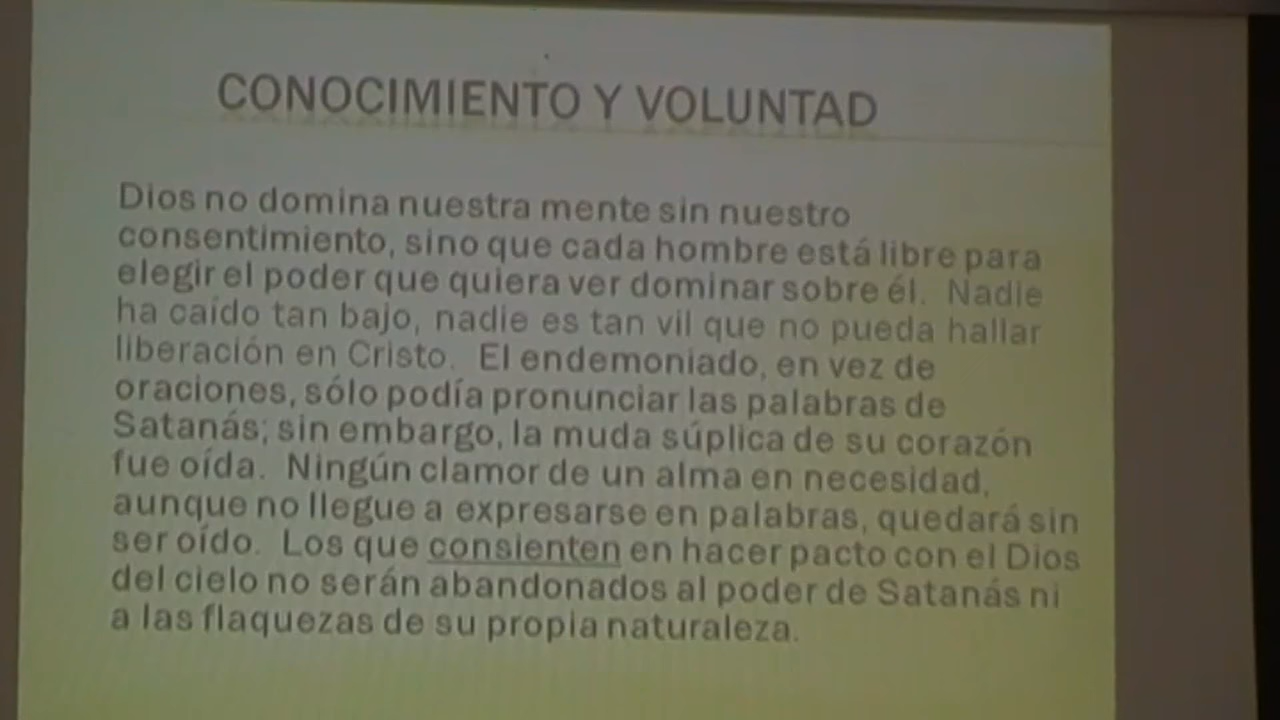 CONOCIMIENTO Y VOLUNTAD
Dios no domina nuestra mente sin nuestro
consentimiento, sino que cada hombre está libre para
elegir el poder que quiera ver dominar sobre él. Nadie
ha caído tan bajo, nadie es tan vil que no pueda hallar
liberación en Cristo. El endemoniado, en vez de
oraciones, sólo podía pronunciar las palabras de
Satanás; sin embargo, la muda súplica de su corazón
fue oída. Ningún clamor de un alma en necesidad,
aunque no llegue a expresarse en palabras, quedará sin
ser oído. Los que consienten en hacer pacto con el Dios
del cielo no serán abandonados al poder de Satanás ni
a las flaquezas de su propia naturaleza.